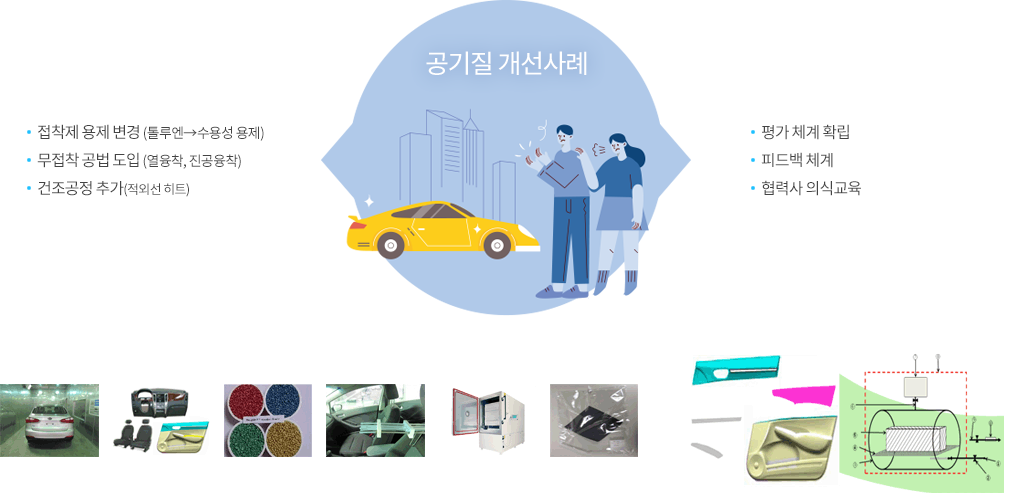 공기질 개선사례
• 접착제 용제 변경 (톨루엔→수용성 용제)
• 무접착 공법 도입 (열융착, 진공융착)
• 건조공정 추가(적외선 히트)
• 평가 체계 확립
• 피드백 체계
• 협력사 의식교육